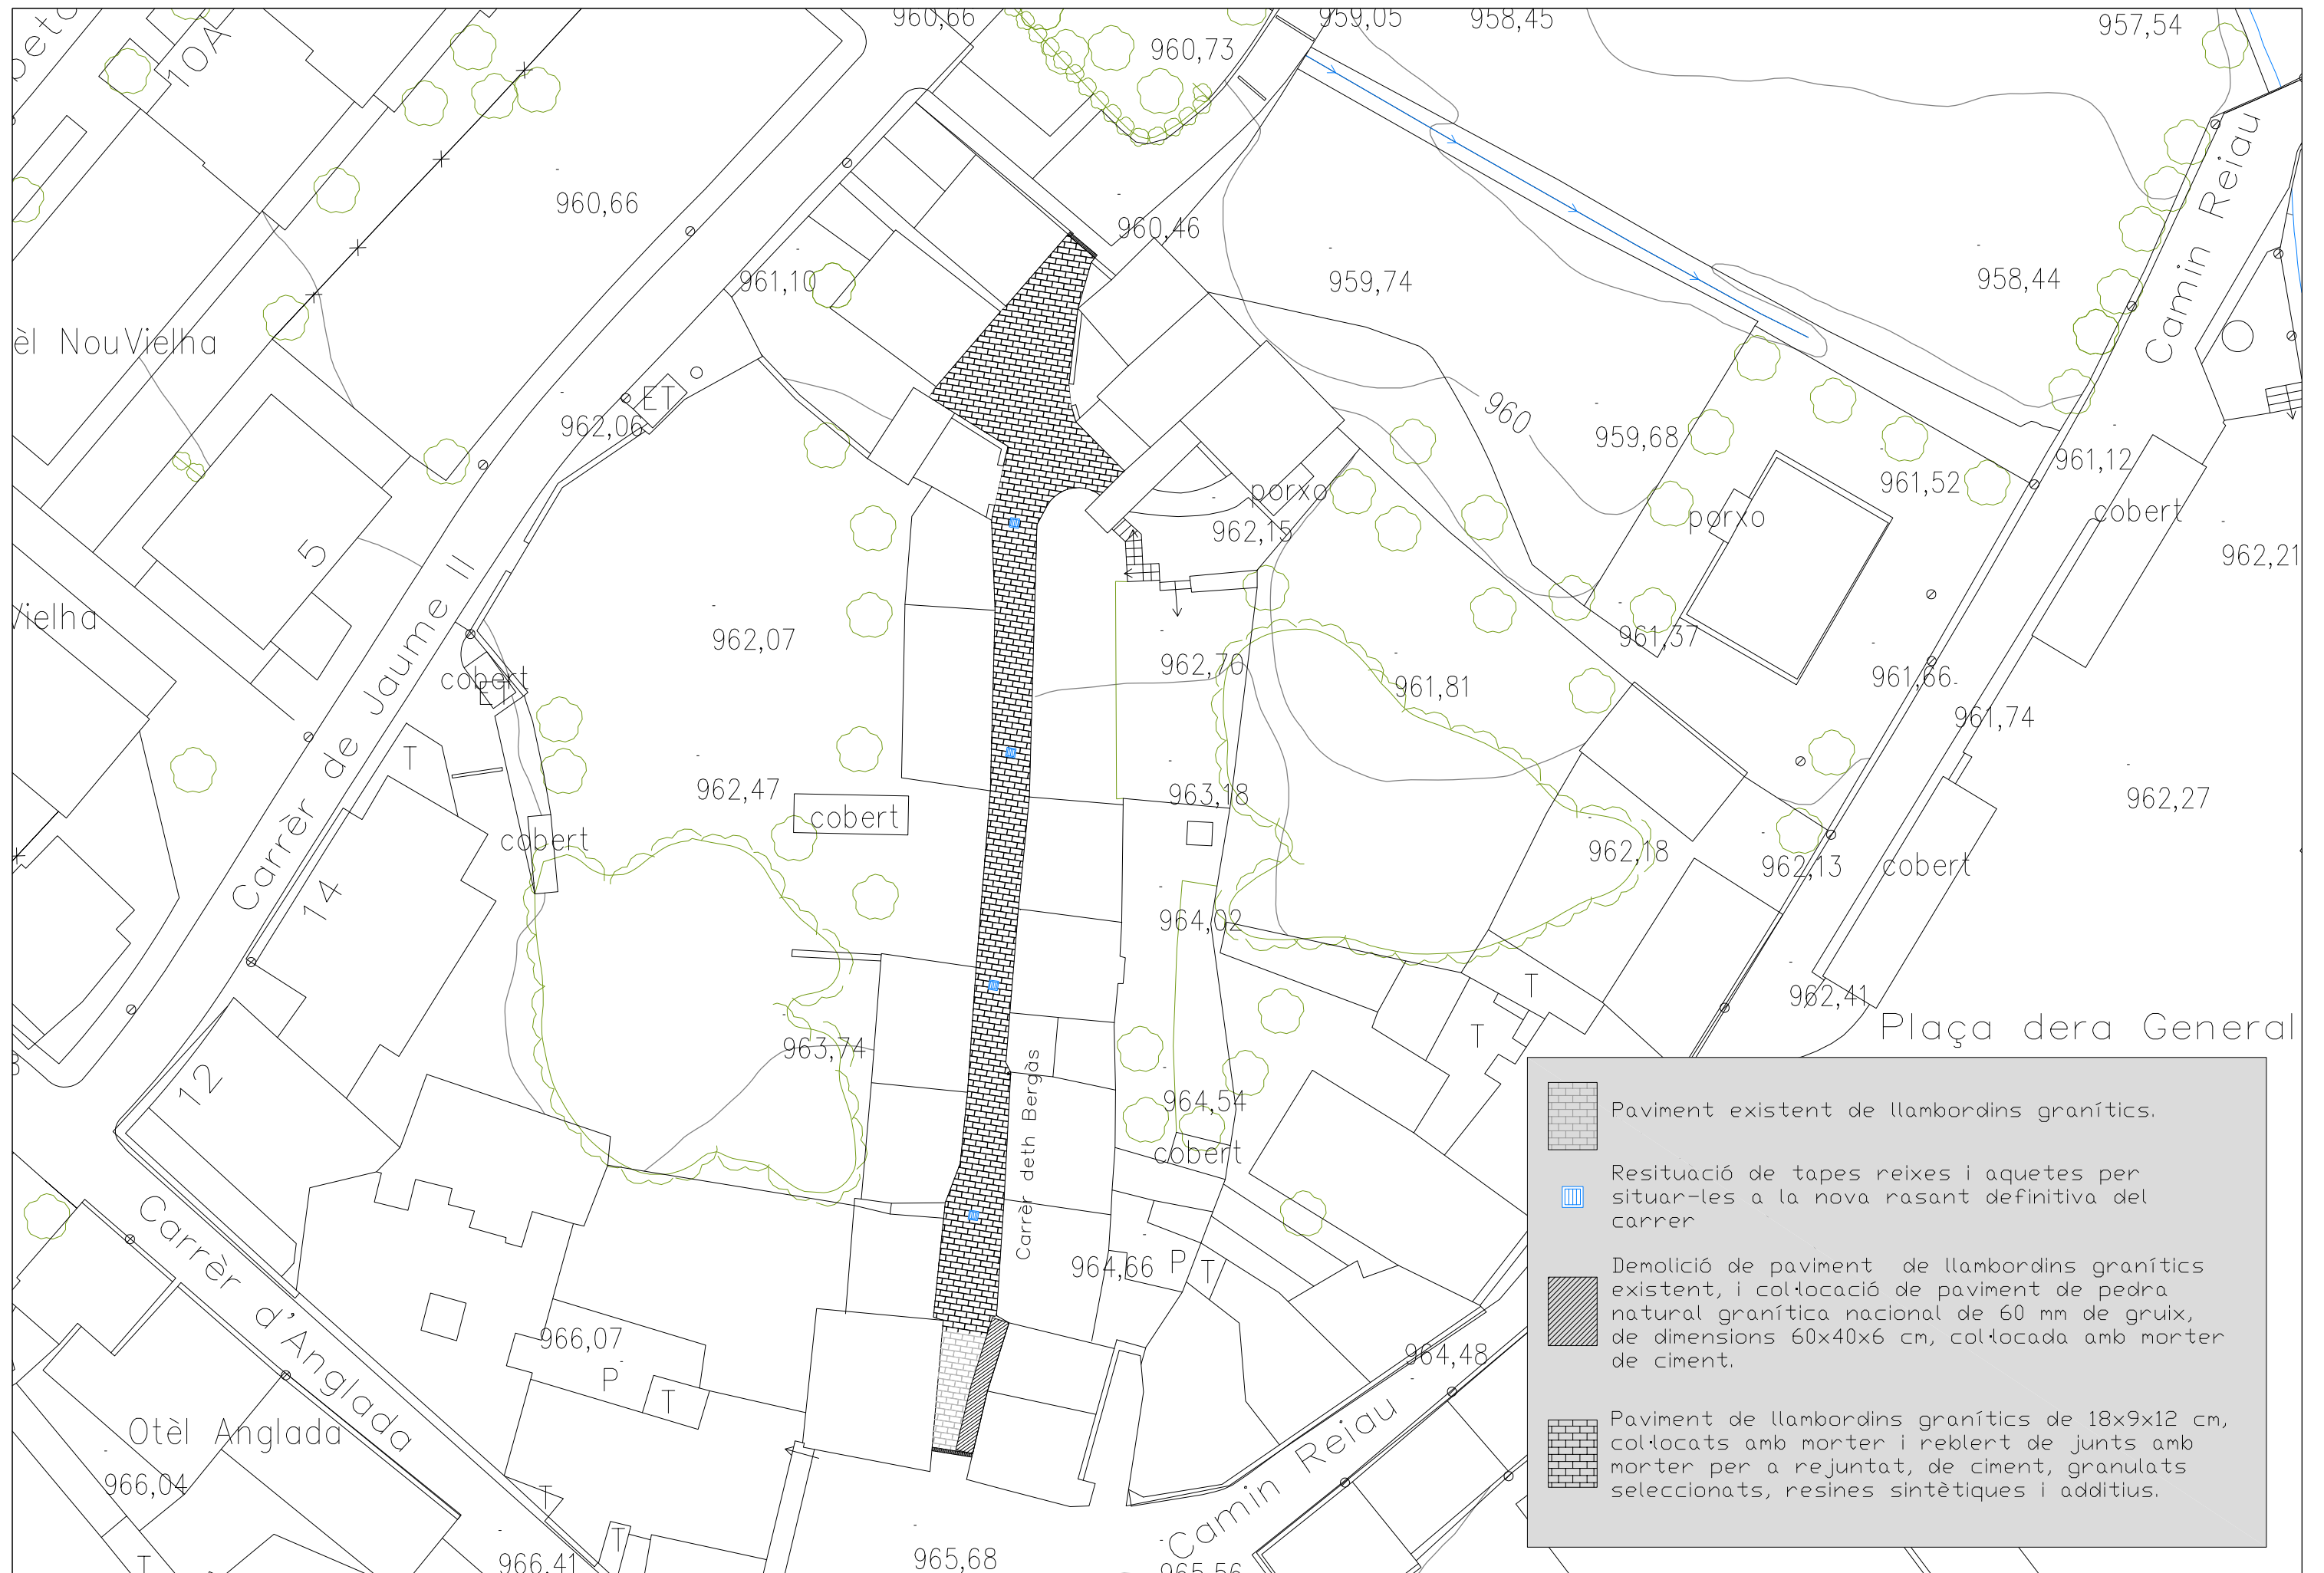 960,66
959,05
958,45
957,54
10A
960,73
960,66
960,46
Camin Reiau
961,10
959,74
958,44
èl NouVielha
ET
962,06
960
959,68
961,12
961,52
porxo
porxo
cobert
962,15
962,21
5
Vielha
962,07
962,70
961,37
961,81
961,66
cobert
ET
Carrèr de Jaume II
961,74
T
962,47
963,18
962,27
cobert
cobert
962,18
962,13
cobert
14
964,02
T
962,41
T
Plaça dera General
963,74
12
964,54
cobert
Carrèr deth Bergàs
964,66
P
T
Carrèr d'Anglada
966,07
P
T
964,48
Otèl Anglada
966,04
T
T
T
966,41
965,68
965,56
Camin Reiau
Paviment existent de llambordins granítics.
Resituació de tapes reixes i aquetes per
situar-les a la nova rasant definitiva del
carrer
Demolició de paviment de llambordins granítics
existent, i col·locació de paviment de pedra
natural granítica nacional de 60 mm de gruix,
de dimensions 60x40x6 cm, col·locada amb morter
de ciment.
Paviment de llambordins granítics de 18x9x12 cm,
col·locats amb morter i reblert de junts amb
morter per a rejuntat, de ciment, granulats
seleccionats, resines sintètiques i additius.